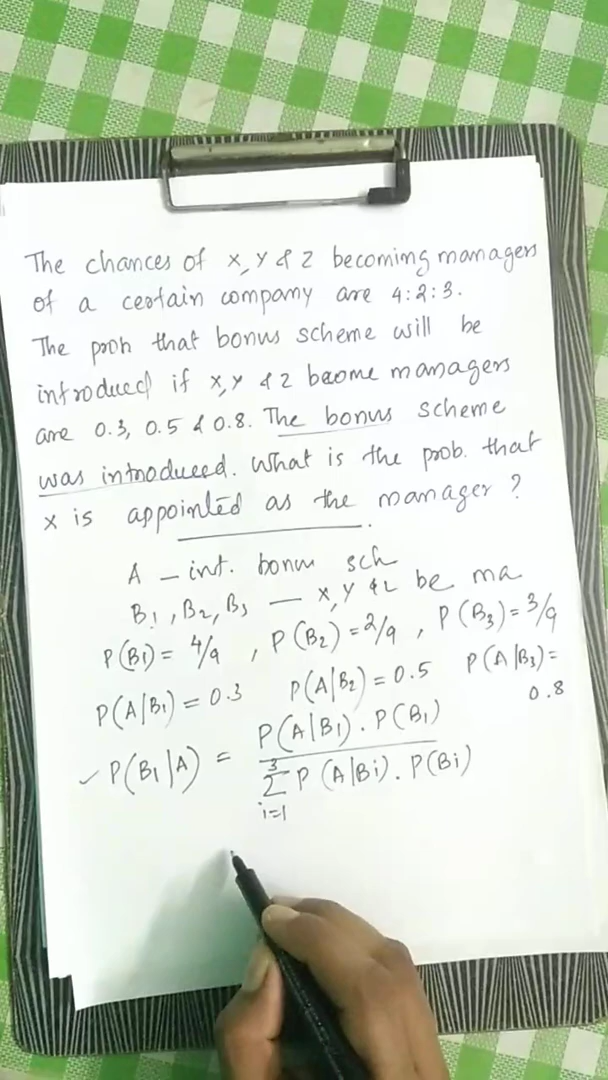 The chances of x, y & z becoming managers
of a certain company are 4:2:3.
The prob that bonus scheme will be
introduced if x, y & z become managers
are 0.3, 0.5 & 0.8. The bonus scheme
was introduced. What is the prob. that
x is appointed as the manager?
A – int. bonus sch
B1, B2, B3 — x, y & z be ma
P(B1) = 4/9, P(B2) = 2/9, P(B3) = 3/9
P(A|B1) = 0.3 P(A|B2) = 0.5 P(A|B3) =
0.8
✓ P(B1|A) = P(A|B1) . P(B1)
3
Σ P(A|Bi) . P(Bi)
i=1